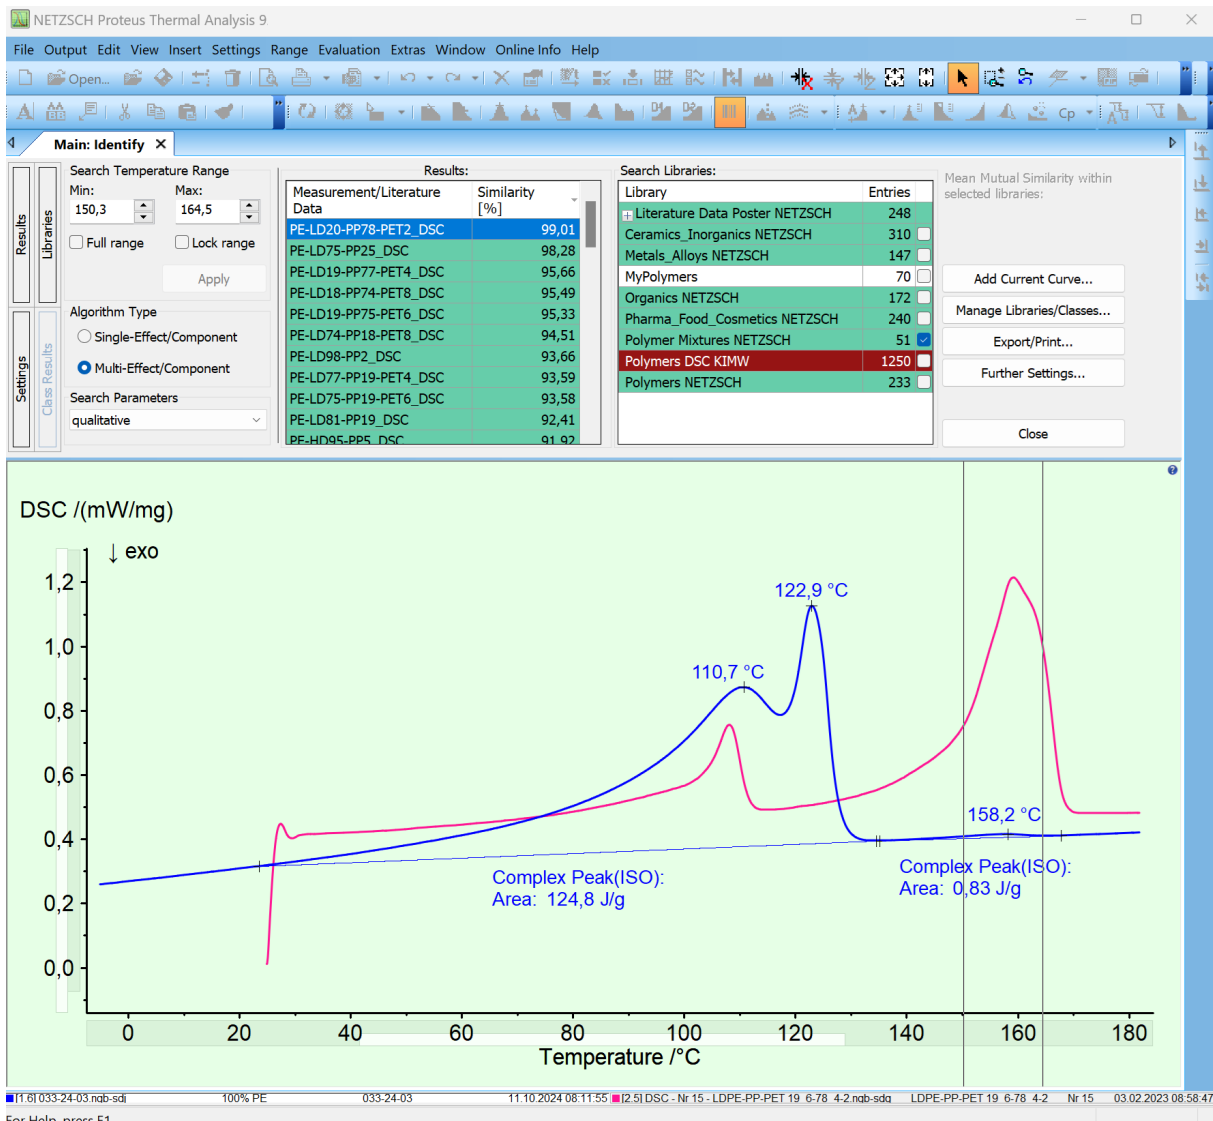 NETZSCH Proteus Thermal Analysis 9
File Output Edit View Insert Settings Range Evaluation Extras Window Online Info Help
Open...
Cp
Main: Identify
Results
Libraries
Settings
Class Results
Search Temperature Range
Min:
Max:
150,3
164,5
Full range
Lock range
Apply
Algorithm Type
Single-Effect/Component
Multi-Effect/Component
Search Parameters
qualitative
Results:
Measurement/Literature Data
Similarity [%]
PE-LD20-PP78-PET2_DSC 99,01
PE-LD75-PP25_DSC 98,28
PE-LD19-PP77-PET4_DSC 95,66
PE-LD18-PP74-PET8_DSC 95,49
PE-LD19-PP75-PET6_DSC 95,33
PE-LD74-PP18-PET8_DSC 94,51
PE-LD98-PP2_DSC 93,66
PE-LD77-PP19-PET4_DSC 93,59
PE-LD75-PP19-PET6_DSC 93,58
PE-LD81-PP19_DSC 92,41
PE-HD95-PP5_DSC 91,92
Search Libraries:
Library Entries
Literature Data Poster NETZSCH 248
Ceramics_Inorganics NETZSCH 310
Metals_Alloys NETZSCH 147
MyPolymers 70
Organics NETZSCH 172
Pharma_Food_Cosmetics NETZSCH 240
Polymer Mixtures NETZSCH 51
Polymers DSC KIMW 1250
Polymers NETZSCH 233
Mean Mutual Similarity within
selected libraries:
Add Current Curve...
Manage Libraries/Classes...
Export/Print...
Further Settings...
Close
DSC /(mW/mg)
↓ exo
1,2
1,0
0,8
0,6
0,4
0,2
0,0
122,9 °C
110,7 °C
158,2 °C
Complex Peak(ISO):
Area: 124,8 J/g
Complex Peak(ISO):
Area: 0,83 J/g
0 20 40 60 80 100 120 140 160 180
Temperature /°C
[1.6] 033-24-03.ngb-sdj 100% PE 033-24-03 11.10.2024 08:11:55 [2.5] DSC - Nr 15 - LDPE-PP-PET 19 6-78 4-2.ngb-sdg LDPE-PP-PET 19 6-78 4-2 Nr 15 03.02.2023 08:58:47
For Help, press F1